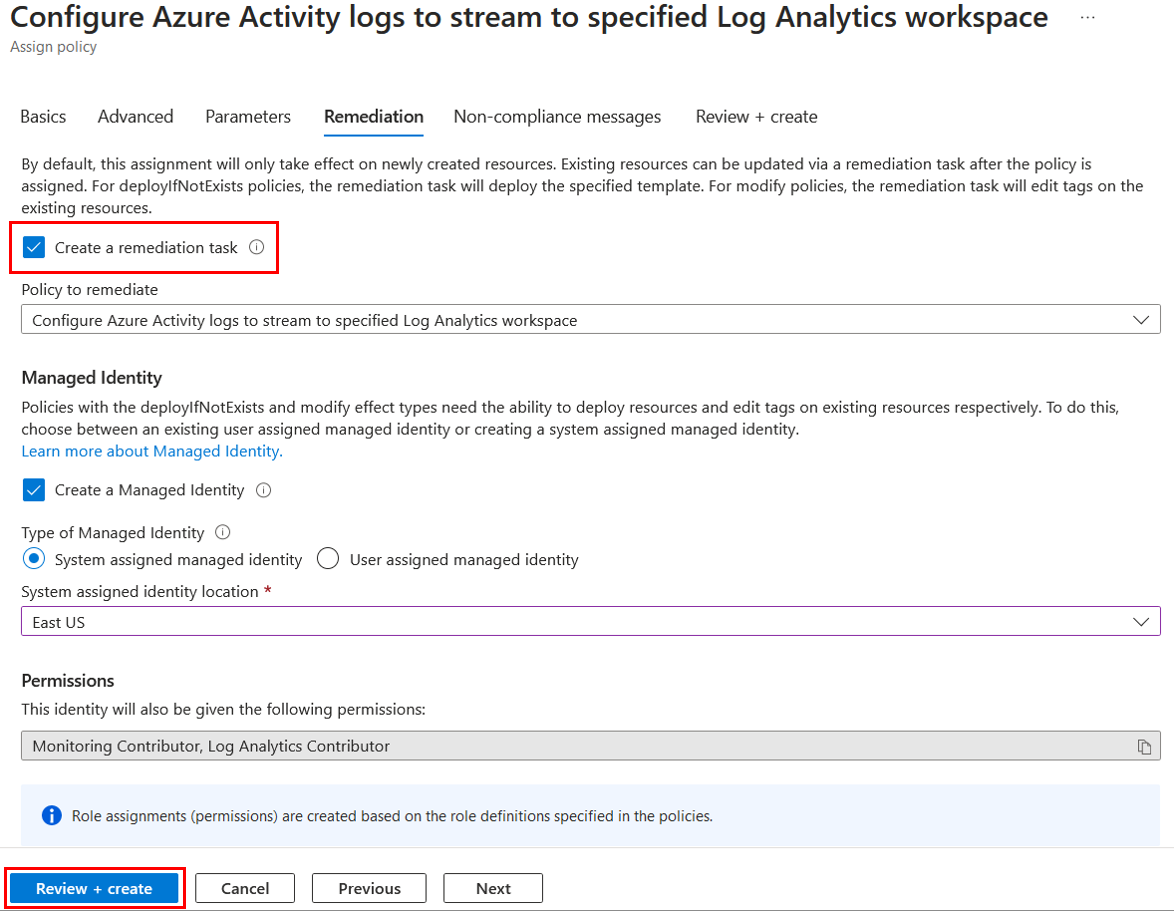 Configure Azure Activity logs to stream to specified Log Analytics workspace ...
Assign policy
Basics Advanced Parameters Remediation Non-compliance messages Review + create
By default, this assignment will only take effect on newly created resources. Existing resources can be updated via a remediation task after the policy is
assigned. For deployIfNotExists policies, the remediation task will deploy the specified template. For modify policies, the remediation task will edit tags on the
existing resources.
Create a remediation task
Policy to remediate
Configure Azure Activity logs to stream to specified Log Analytics workspace
Managed Identity
Policies with the deployIfNotExists and modify effect types need the ability to deploy resources and edit tags on existing resources respectively. To do this,
choose between an existing user assigned managed identity or creating a system assigned managed identity.
Learn more about Managed Identity.
Create a Managed Identity
Type of Managed Identity
System assigned managed identity User assigned managed identity
System assigned identity location *
East US
Permissions
This identity will also be given the following permissions:
Monitoring Contributor, Log Analytics Contributor
Role assignments (permissions) are created based on the role definitions specified in the policies.
Review + create Cancel Previous Next